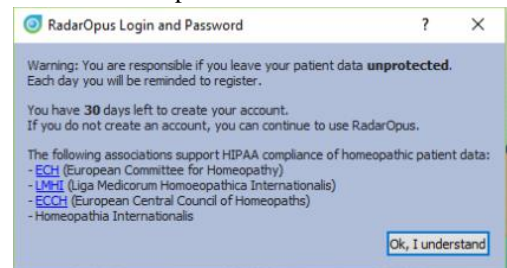 RadarOpus Login and Password
Warning: You are responsible if you leave your patient data unprotected.
Each day you will be reminded to register.
You have 30 days left to create your account.
If you do not create an account, you can continue to use RadarOpus.
The following associations support HIPAA compliance of homeopathic patient data:
- ECH (European Committee for Homeopathy)
- LMHI (Liga Medicorum Homoeopathica Internationalis)
- ECCH (European Central Council of Homeopaths)
- Homeopathia Internationalis
Ok, I understand